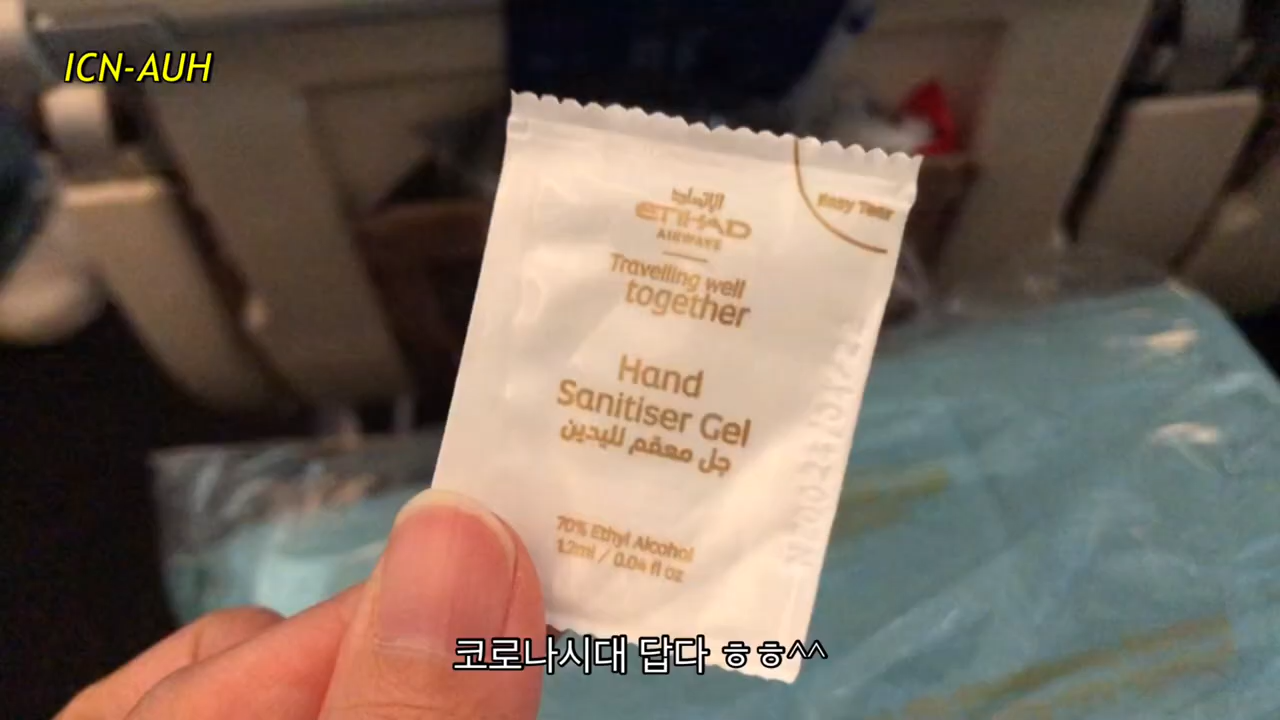 ICN-AUH
الإتحاد
ETIHAD
AIRWAYS
Easy Tear
Travelling well
together
Hand
Sanitiser Gel
جل معقم لليدين
70% Ethyl Alcohol
1.2ml / 0.04 fl oz
코로나시대 답다 ㅎㅎ^^